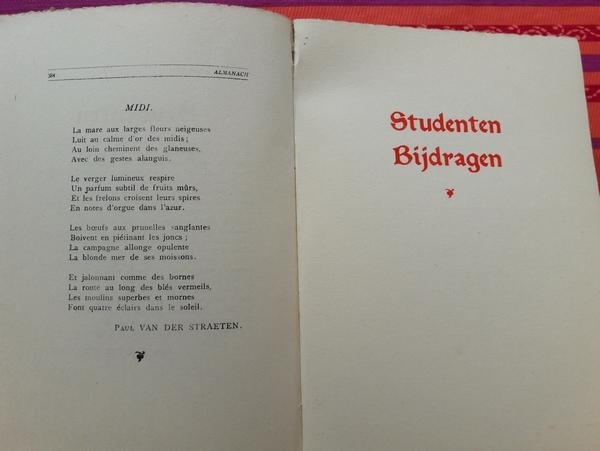 ALMANACH
MIDI.
La mare aux larges fleurs neigeuses
Luit au calme d'or des midis ;
Au loin cheminent des glaneuses,
Avec des gestes alanguis.
Le verger lumineux respire
Un parfum subtil de fruits mûrs,
Et les frelons croisent leurs spires
En notes d'orgue dans l'azur.
Les bœufs aux prunelles sanglantes
Boivent en piétinant les joncs ;
La campagne allonge opulente
La blonde mer de ses moissons.
Et jalonnant comme des bornes
La route au long des blés vermeils,
Les moulins superbes et mornes
Font quatre éclairs dans le soleil.
Paul VAN DER STRAETEN.
Studenten
Bijdragen